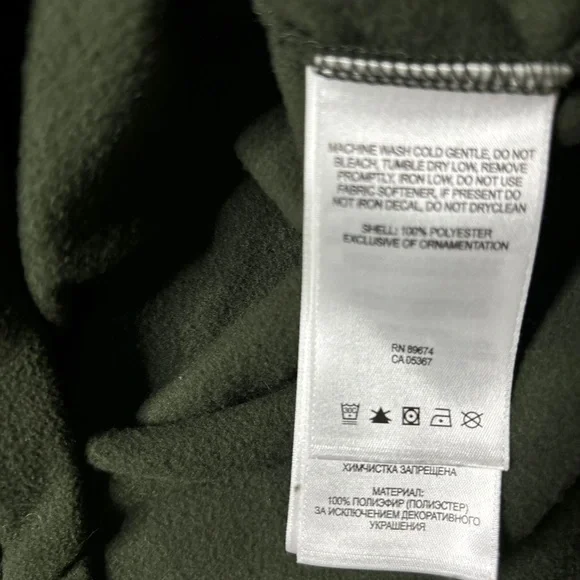 MACHINE WASH COLD GENTLE, DO NOT
BLEACH, TUMBLE DRY LOW, REMOVE
PROMPTLY, IRON LOW, DO NOT USE
FABRIC SOFTENER, IF PRESENT DO
NOT IRON DECAL, DO NOT DRYCLEAN
SHELL: 100% POLYESTER
EXCLUSIVE OF ORNAMENTATION
RN 89674
CA 05367
30C
ХИМЧИСТКА ЗАПРЕЩЕНА
МАТЕРИАЛ:
100% ПОЛИЭФИР (ПОЛИЭСТЕР)
ЗА ИСКЛЮЧЕНИЕМ ДЕКОРАТИВНОГО
УКРАШЕНИЯ